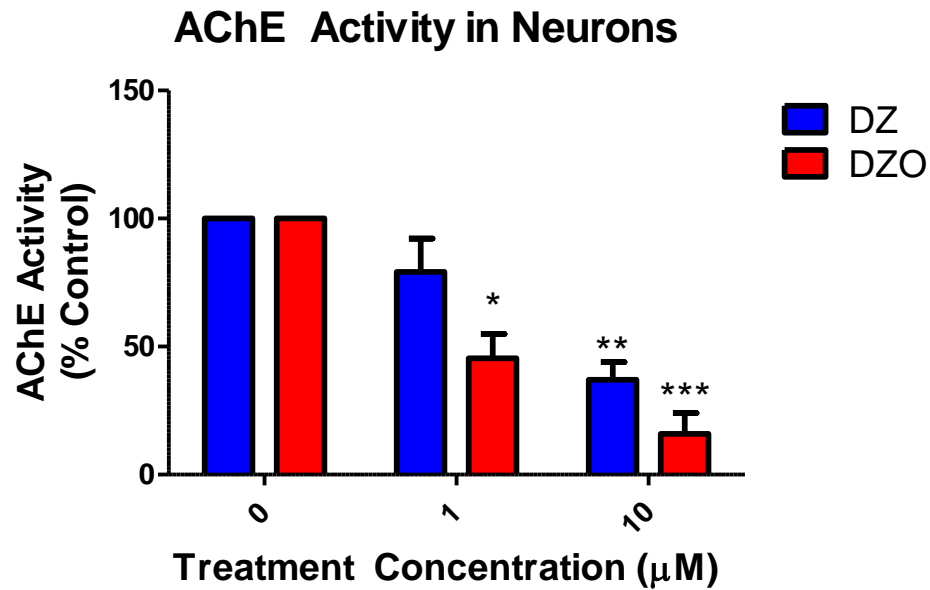 AChE Activity in Neurons
AChE Activity
(% Control)
150
100
50
0
*
**
***
0
1
10
Treatment Concentration (μM)
DZ
DZO